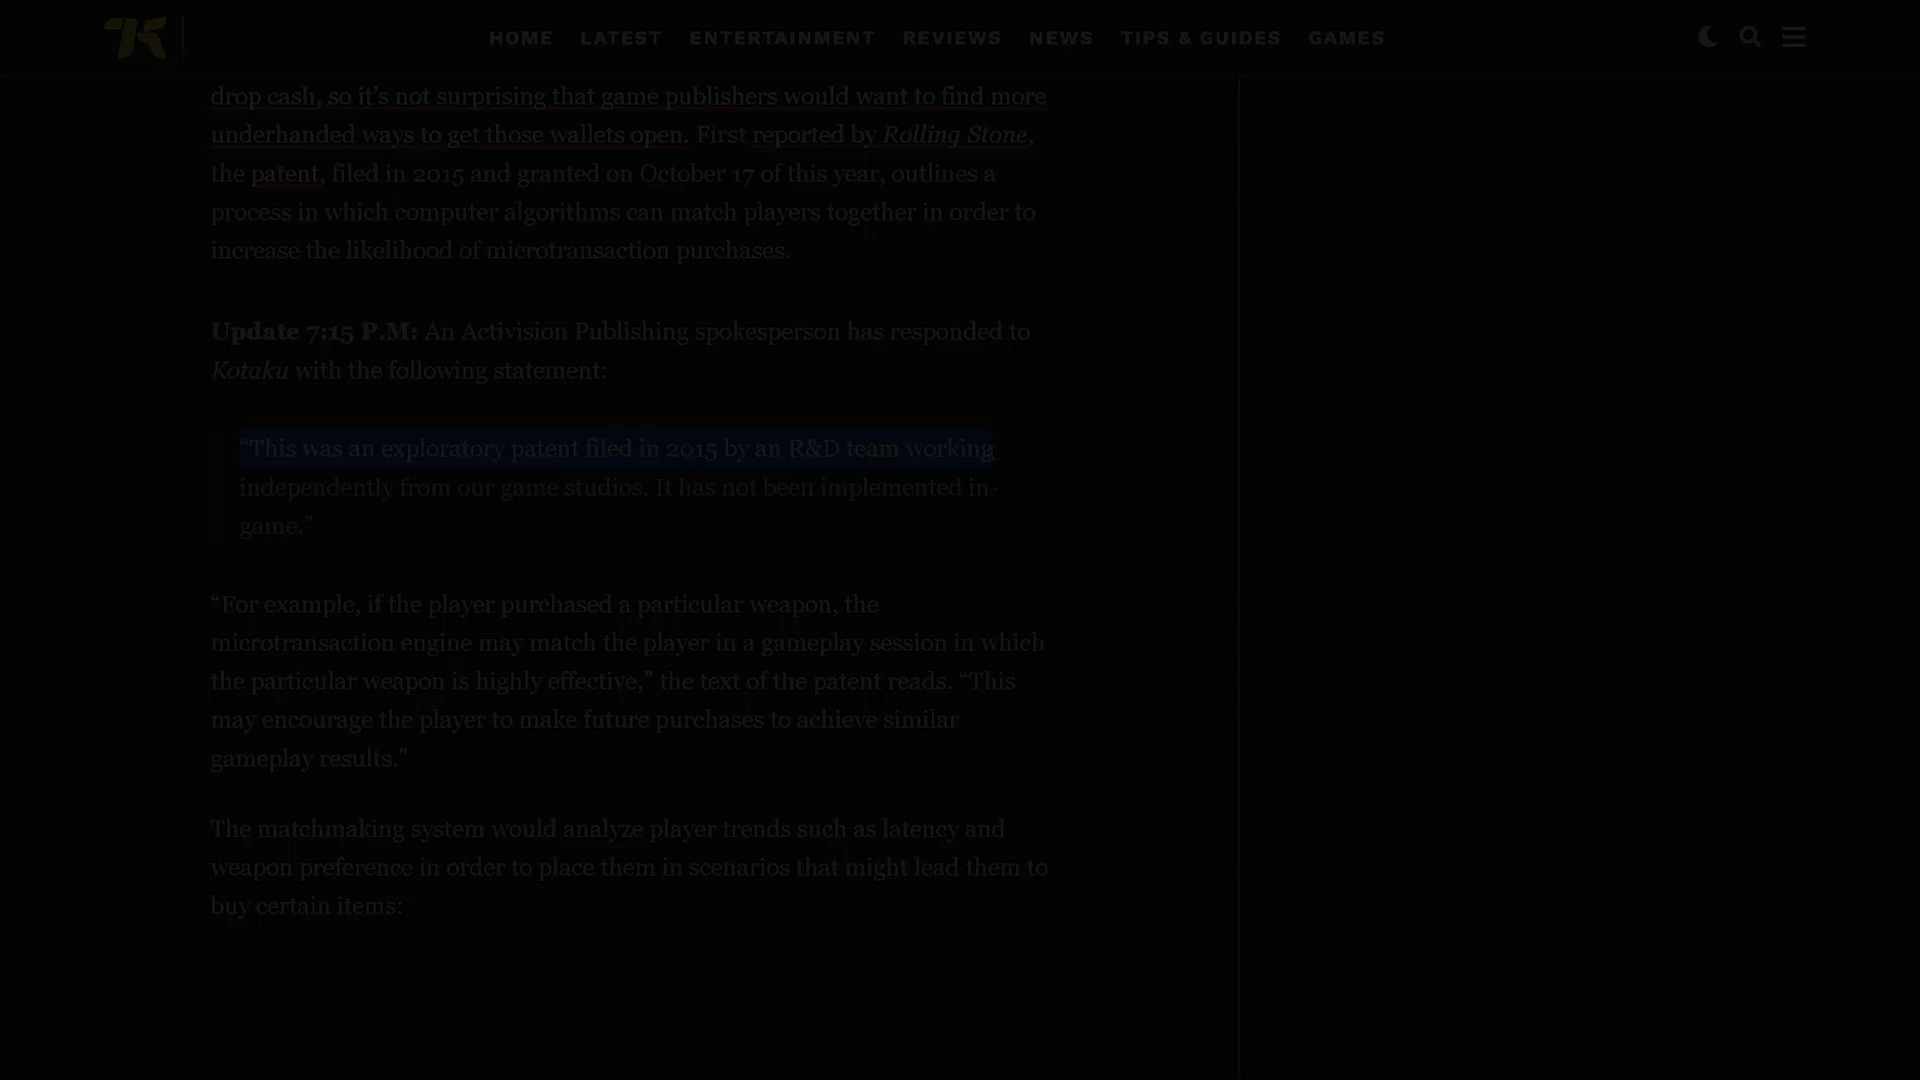 HOME LATEST ENTERTAINMENT REVIEWS NEWS TIPS & GUIDES GAMES
drop cash, so it’s not surprising that game publishers would want to find more
underhanded ways to get those wallets open. First reported by Rolling Stone,
the patent, filed in 2015 and granted on October 17 of this year, outlines a
process in which computer algorithms can match players together in order to
increase the likelihood of microtransaction purchases.
Update 7:15 P.M: An Activision Publishing spokesperson has responded to
Kotaku with the following statement:
“This was an exploratory patent filed in 2015 by an R&D team working
independently from our game studios. It has not been implemented in-
game.”
“For example, if the player purchased a particular weapon, the
microtransaction engine may match the player in a gameplay session in which
the particular weapon is highly effective,” the text of the patent reads. “This
may encourage the player to make future purchases to achieve similar
gameplay results.”
The matchmaking system would analyze player trends such as latency and
weapon preference in order to place them in scenarios that might lead them to
buy certain items: